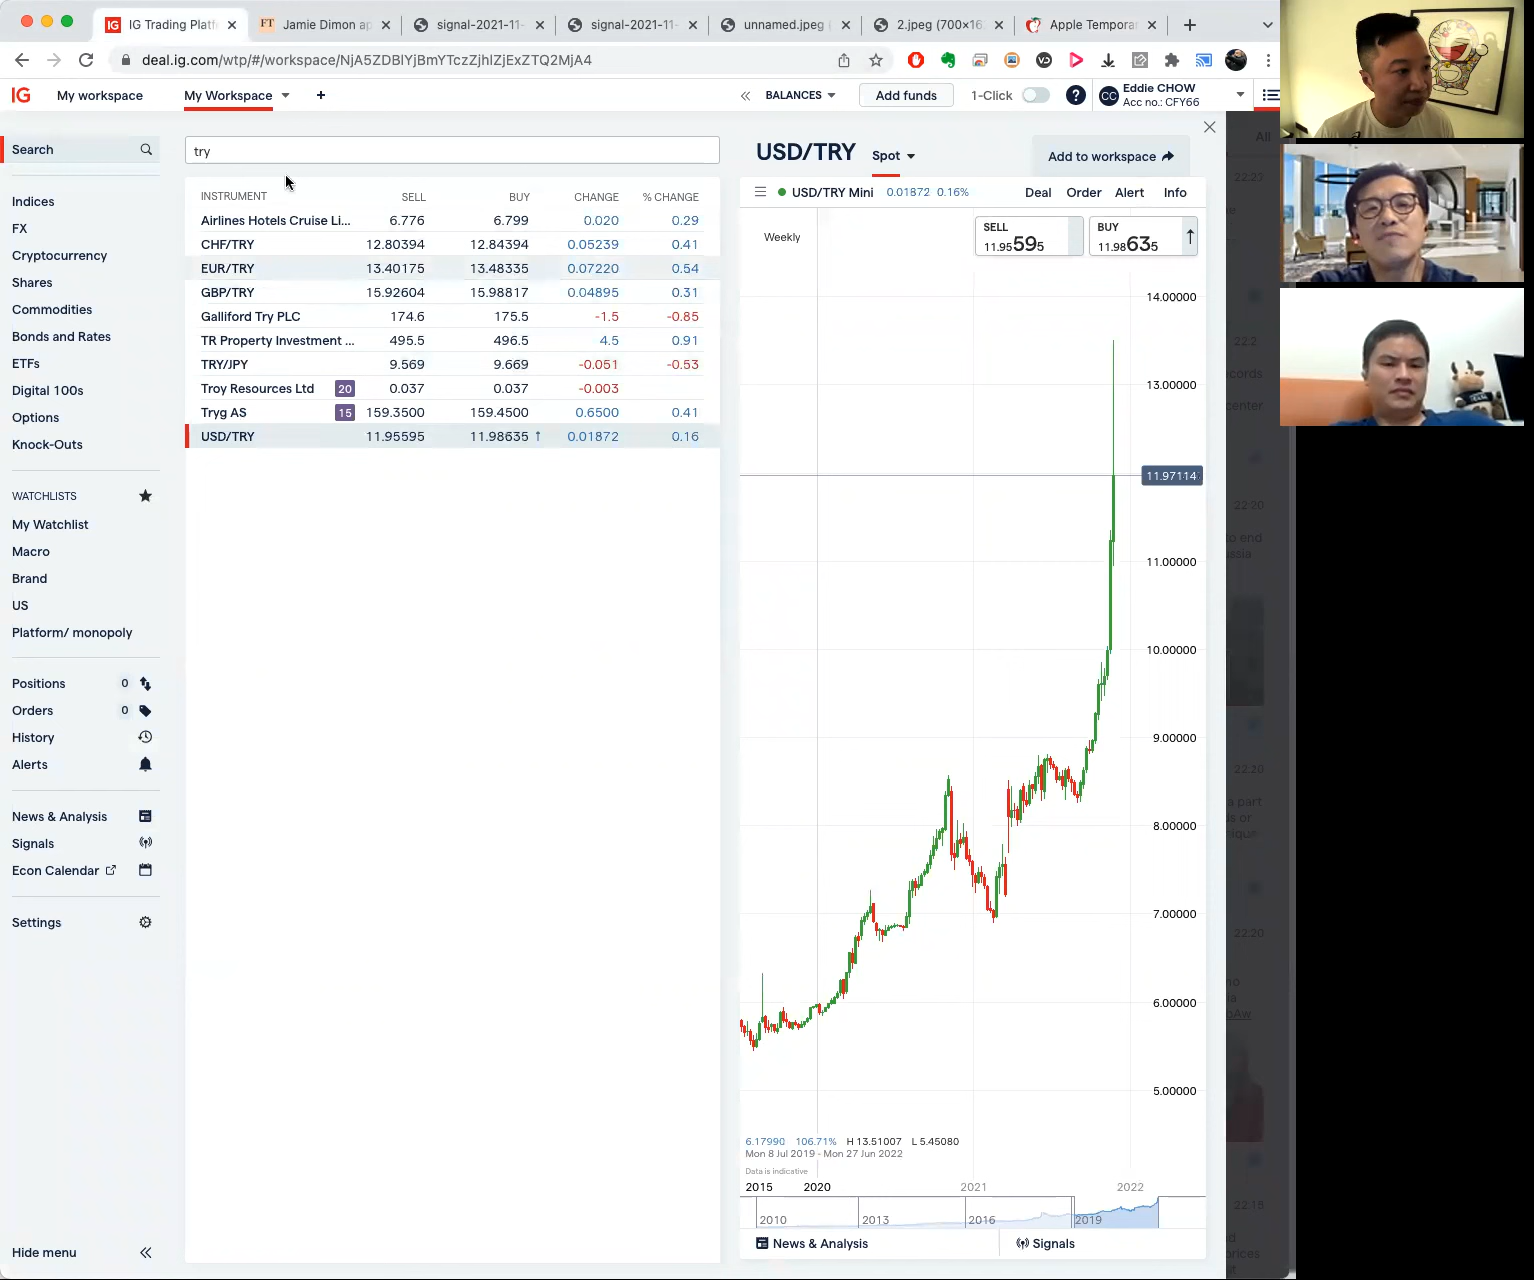 IG Trading Platf
FT Jamie Dimon ap
signal-2021-11-
signal-2021-11-
unnamed.jpeg (
2.jpeg (700×16
Apple Tempora
deal.ig.com/wtp/#/workspace/NjA5ZDBlYjBmYTczZjhlZjExZTQ2MjA4
IG
My workspace
My Workspace
BALANCES
Add funds
1-Click
CC
Eddie CHOW
Acc no.: CFY66
Search
Indices
FX
Cryptocurrency
Shares
Commodities
Bonds and Rates
ETFs
Digital 100s
Options
Knock-Outs
WATCHLISTS
My Watchlist
Macro
Brand
US
Platform/ monopoly
Positions 0
Orders 0
History
Alerts
News & Analysis
Signals
Econ Calendar
Settings
Hide menu
try
INSTRUMENT SELL BUY CHANGE % CHANGE
Airlines Hotels Cruise Li... 6.776 6.799 0.020 0.29
CHF/TRY 12.80394 12.84394 0.05239 0.41
EUR/TRY 13.40175 13.48335 0.07220 0.54
GBP/TRY 15.92604 15.98817 0.04895 0.31
Galliford Try PLC 174.6 175.5 -1.5 -0.85
TR Property Investment ... 495.5 496.5 4.5 0.91
TRY/JPY 9.569 9.669 -0.051 -0.53
Troy Resources Ltd 20 0.037 0.037 -0.003
Tryg AS 15 159.3500 159.4500 0.6500 0.41
USD/TRY 11.95595 11.98635 ↑ 0.01872 0.16
USD/TRY Spot
Add to workspace
USD/TRY Mini 0.01872 0.16% Deal Order Alert Info
Weekly
SELL
11.95595
BUY
11.98635
14.00000
13.00000
11.97114
11.00000
10.00000
9.00000
8.00000
7.00000
6.00000
5.00000
6.17990 106.71% H 13.51007 L 5.45080
Mon 8 Jul 2019 - Mon 27 Jun 2022
Data is indicative
2015 2020 2021 2022
2010 2013 2016 2019
News & Analysis
Signals
All
22:20
22:20
22:20